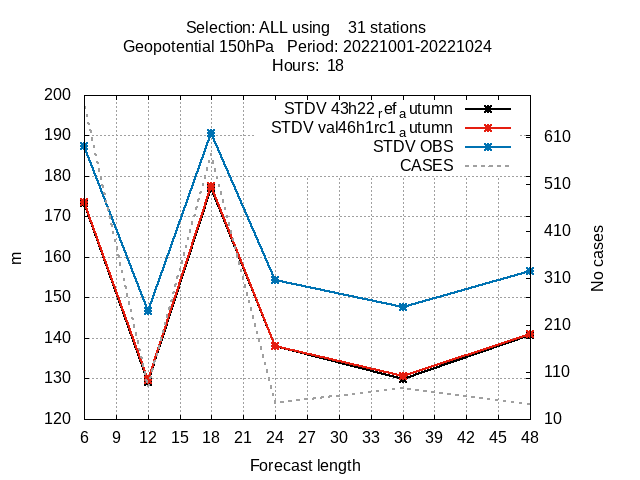 Selection: ALL using    31 stations
Geopotential 150hPa   Period: 20221001-20221024
Hours:  18
STDV 43h22refautumn
STDV val46h1rc1autumn
STDV OBS
CASES
200
190
180
170
160
150
140
130
120
m
610
510
410
310
210
110
10
No cases
6 9 12 15 18 21 24 27 30 33 36 39 42 45 48
Forecast length